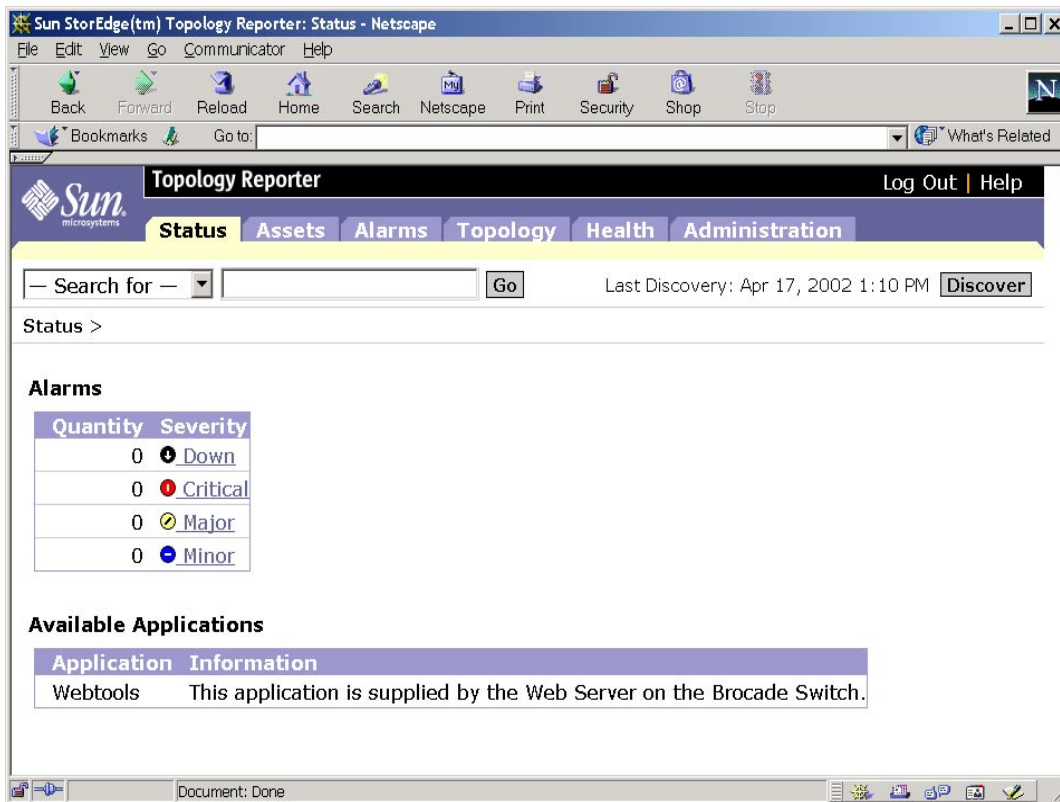 Sun StorEdge(tm) Topology Reporter: Status - Netscape
File Edit View Go Communicator Help
Back Forward Reload Home Search Netscape Print Security Shop Stop
My
N
Bookmarks Go to: What's Related
Sun microsystems
Topology Reporter
Log Out | Help
Status Assets Alarms Topology Health Administration
— Search for — Go Last Discovery: Apr 17, 2002 1:10 PM Discover
Status >
Alarms
Quantity Severity
0 Down
0 Critical
0 Major
0 Minor
Available Applications
Application Information
Webtools This application is supplied by the Web Server on the Brocade Switch.
Document: Done